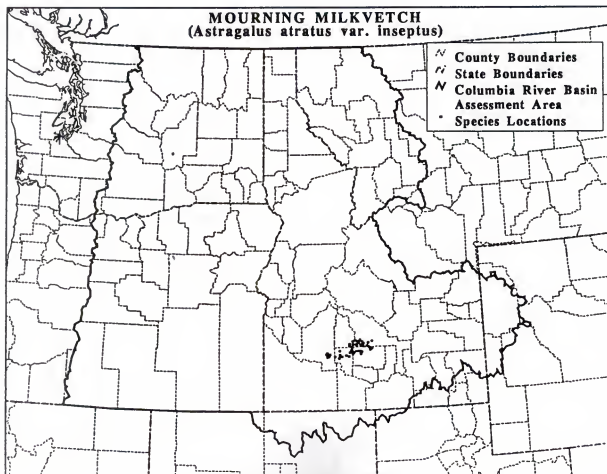 MOURNING MILKVETCH
(Astragalus atratus var. inseptus)
County Boundaries
State Boundaries
Columbia River Basin
Assessment Area
Species Locations